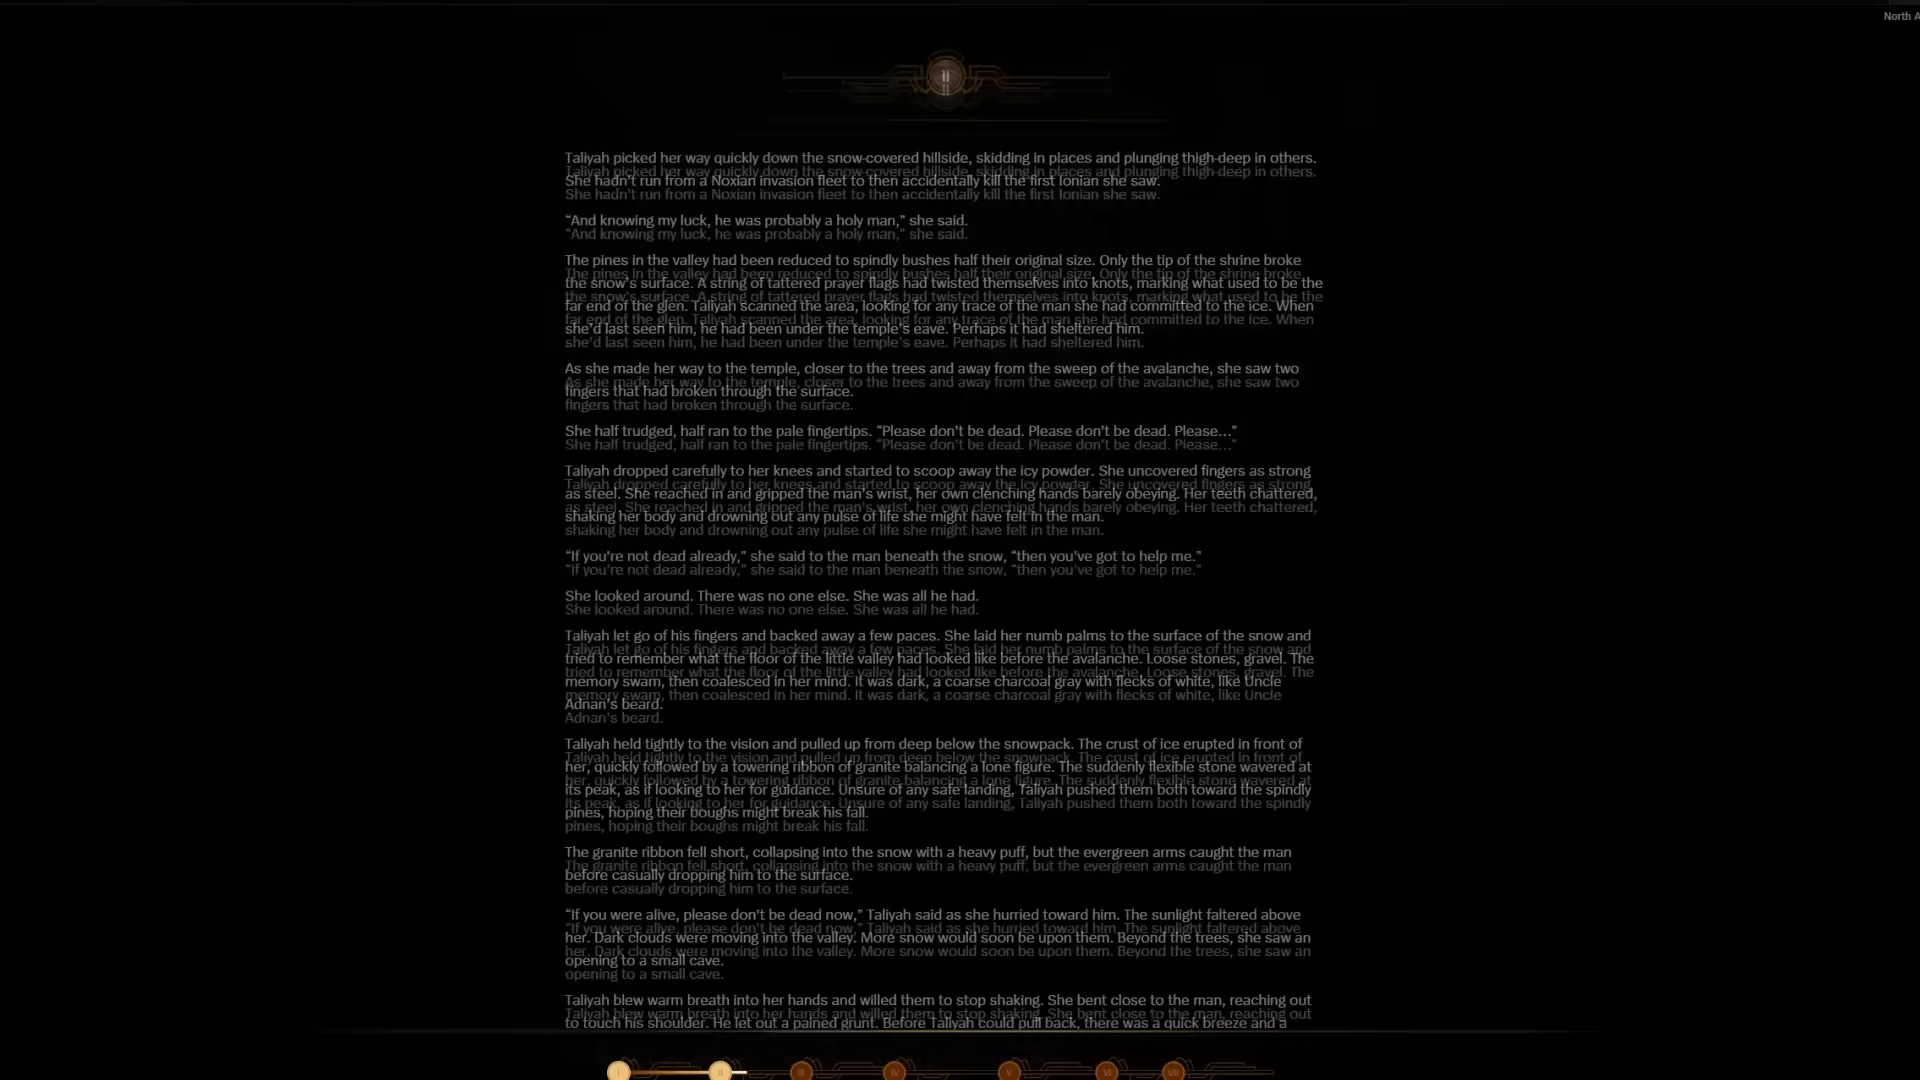 North A
II
Taliyah picked her way quickly down the snow-covered hillside, skidding in places and plunging thigh-deep in others.
She hadn't run from a Noxian invasion fleet to then accidentally kill the first Ionian she saw.
“And knowing my luck, he was probably a holy man,” she said.
The pines in the valley had been reduced to spindly bushes half their original size. Only the tip of the shrine broke
the snow's surface. A string of tattered prayer flags had twisted themselves into knots, marking what used to be the
far end of the glen. Taliyah scanned the area, looking for any trace of the man she had committed to the ice. When
she'd last seen him, he had been under the temple's eave. Perhaps it had sheltered him.
As she made her way to the temple, closer to the trees and away from the sweep of the avalanche, she saw two
fingers that had broken through the surface.
She half trudged, half ran to the pale fingertips. “Please don't be dead. Please don't be dead. Please…”
Taliyah dropped carefully to her knees and started to scoop away the icy powder. She uncovered fingers as strong
as steel. She reached in and gripped the man's wrist, her own clenching hands barely obeying. Her teeth chattered,
shaking her body and drowning out any pulse of life she might have felt in the man.
“If you're not dead already,” she said to the man beneath the snow, “then you've got to help me.”
She looked around. There was no one else. She was all he had.
Taliyah let go of his fingers and backed away a few paces. She laid her numb palms to the surface of the snow and
tried to remember what the floor of the little valley had looked like before the avalanche. Loose stones, gravel. The
memory swam, then coalesced in her mind. It was dark, a coarse charcoal gray with flecks of white, like Uncle
Adnan's beard.
Taliyah held tightly to the vision and pulled up from deep below the snowpack. The crust of ice erupted in front of
her, quickly followed by a towering ribbon of granite balancing a lone figure. The suddenly flexible stone wavered at
its peak, as if looking to her for guidance. Unsure of any safe landing, Taliyah pushed them both toward the spindly
pines, hoping their boughs might break his fall.
The granite ribbon fell short, collapsing into the snow with a heavy puff, but the evergreen arms caught the man
before casually dropping him to the surface.
“If you were alive, please don't be dead now,” Taliyah said as she hurried toward him. The sunlight faltered above
her. Dark clouds were moving into the valley. More snow would soon be upon them. Beyond the trees, she saw an
opening to a small cave.
Taliyah blew warm breath into her hands and willed them to stop shaking. She bent close to the man, reaching out
to touch his shoulder. He let out a pained grunt. Before Taliyah could pull back, there was a quick breeze and a
I II III IV V VI VII